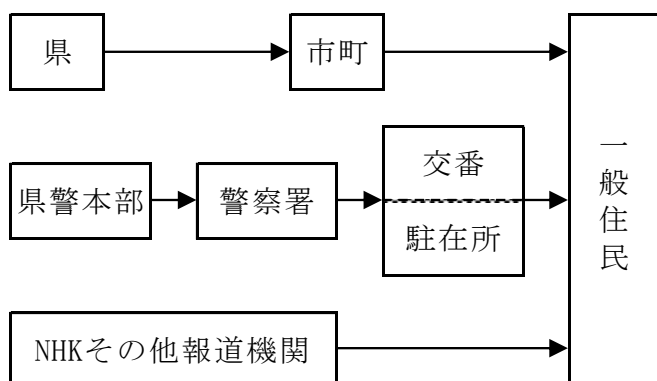 県
市町
県警本部
警察署
交番
駐在所
NHKその他報道機関
一般住民